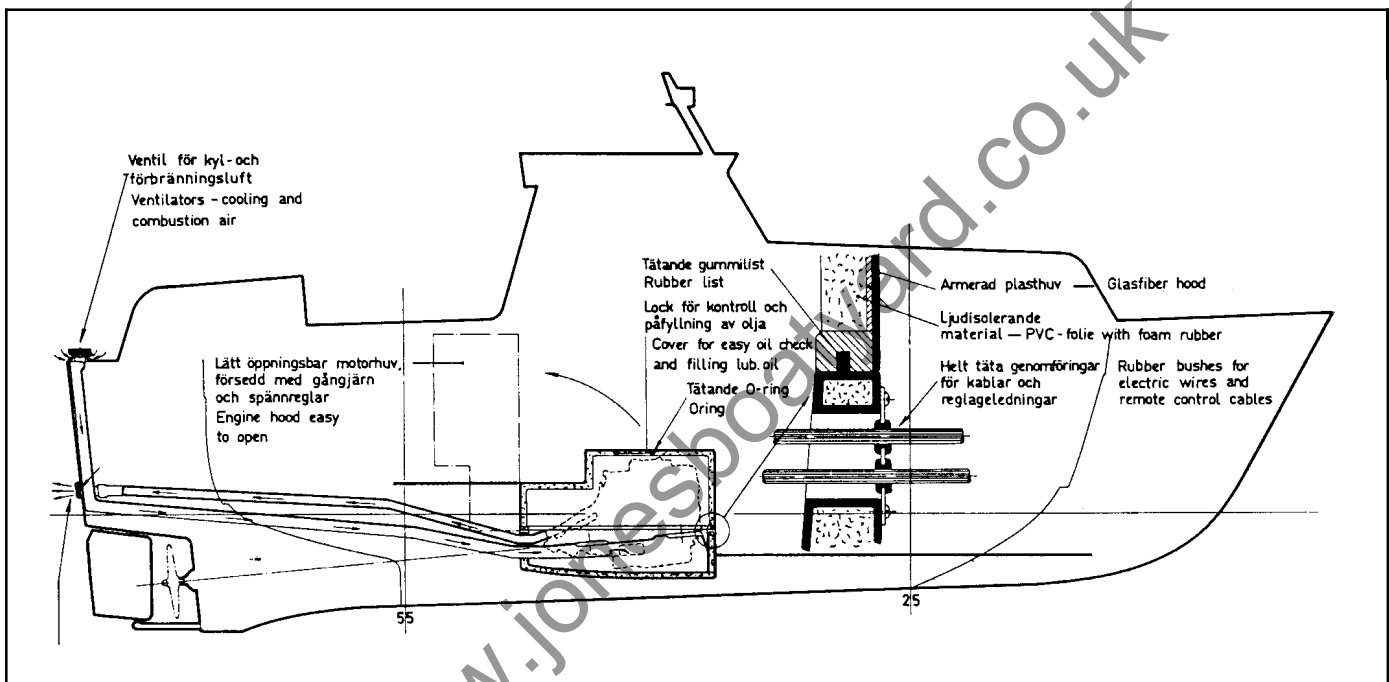 Ventil för kyl-och
förbränningsluft
Ventilators - cooling and
combustion air
Tätande gummilist
Rubber list
Lock för kontroll och
påfyllning av olja
Cover for easy oil check
and filling lub. oil
Tätande O-ring
Oring
Lätt öppningsbar motorhuv,
försedd med gångjärn
och spännreglar
Engine hood easy
to open
Armerad plasthuv — Glasfiber hood
Ljudisolerande
material — PVC-folie with foam rubber
Helt täta genomföringar
för kablar och
reglageledningar
Rubber bushes for
electric wires and
remote control cables
55
25
w.jonesboatyard.co.uk